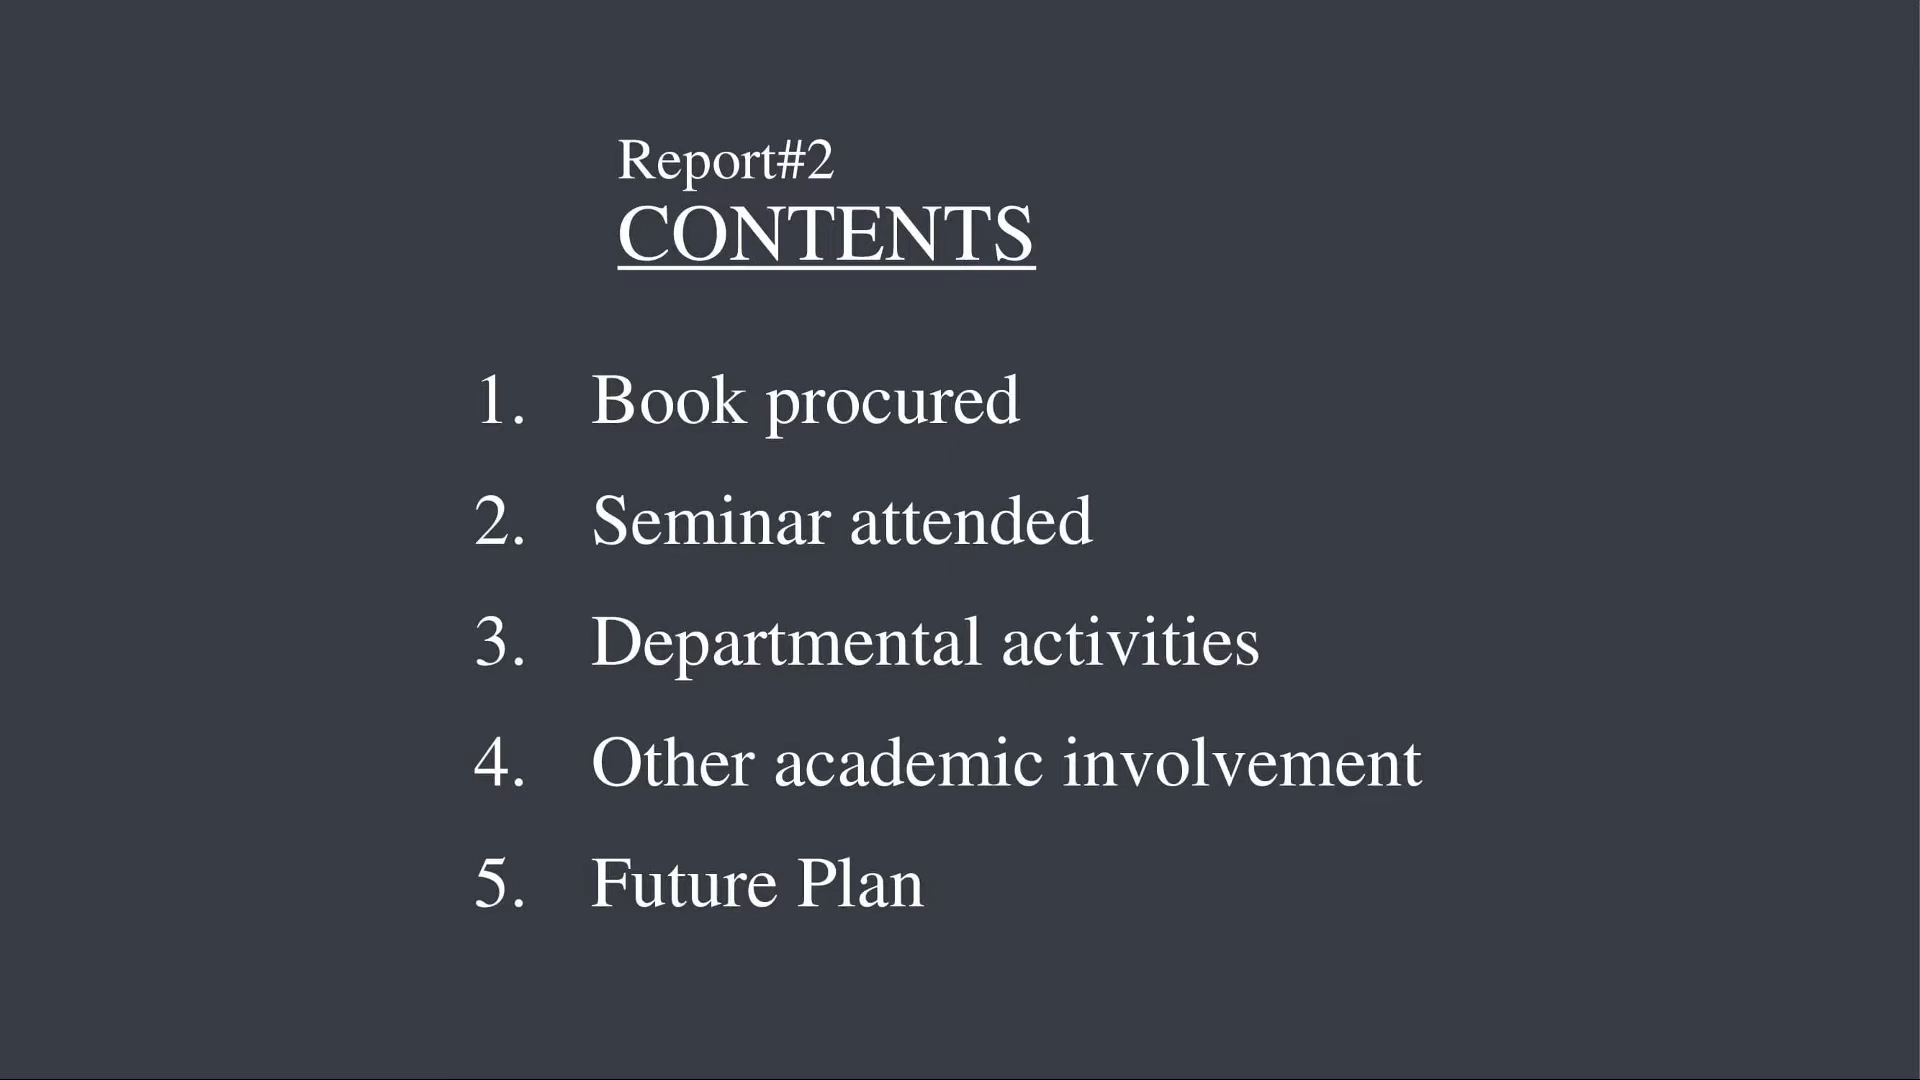 Report#2
CONTENTS
1. Book procured
2. Seminar attended
3. Departmental activities
4. Other academic involvement
5. Future Plan